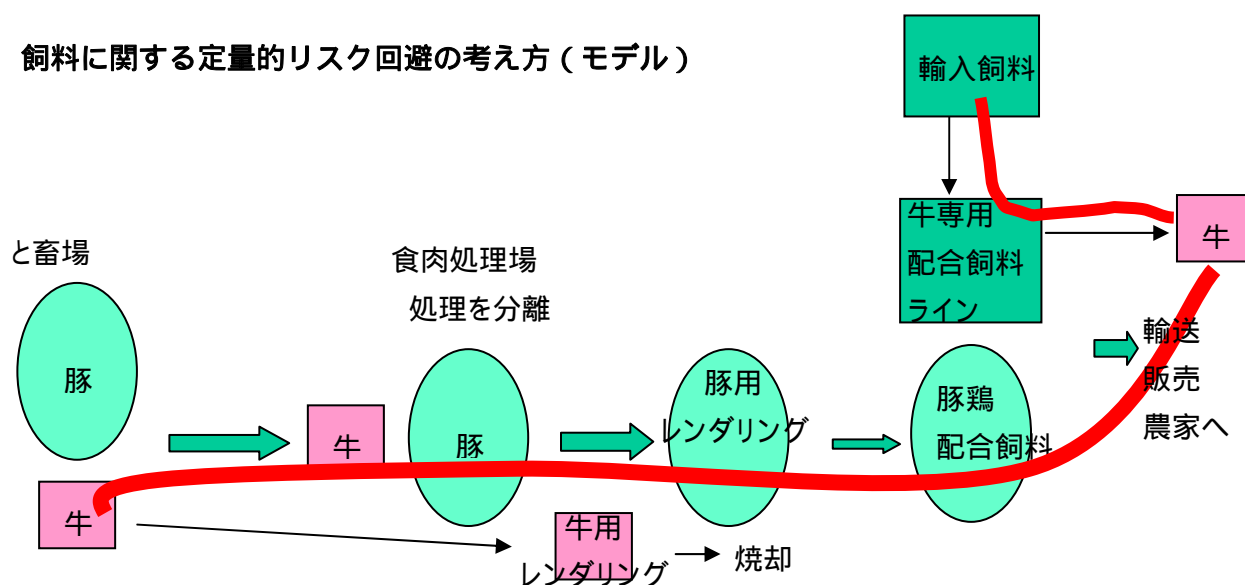 飼料に関する定量的リスク回避の考え方(モデル)
輸入飼料
牛専用
配合飼料
ライン
牛
と畜場
豚
牛
食肉処理場
処理を分離
牛
豚
豚用
レンダリング
豚鶏
配合飼料
輸送
販売
農家へ
牛用
レンダリング
焼却